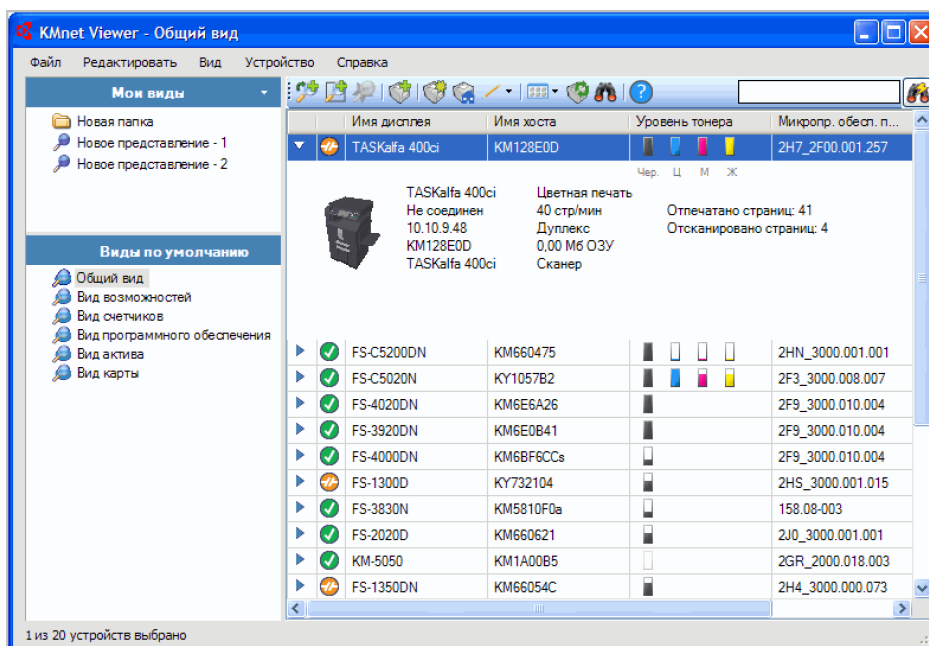 KMnet Viewer - Общий вид
Файл Редактировать Вид Устройство Справка
Мои виды
Новая папка
Новое представление - 1
Новое представление - 2
Виды по умолчанию
Общий вид
Вид возможностей
Вид счетчиков
Вид программного обеспечения
Вид актива
Вид карты
Имя дисплея Имя хоста Уровень тонера Микропр. обесп. п...
TASKalfa 400ci KM128E0D 2H7_2F00.001.257
Чер. Ц М Ж
TASKalfa 400ci Цветная печать
Не соединен 40 стр/мин Отпечатано страниц: 41
10.10.9.48 Дуплекс Отсканировано страниц: 4
KM128E0D 0,00 Мб ОЗУ
TASKalfa 400ci Сканер
FS-C5200DN KM660475 2HN_3000.001.001
FS-C5020N KY1057B2 2F3_3000.008.007
FS-4020DN KM6E6A26 2F9_3000.010.004
FS-3920DN KM6E0B41 2F9_3000.010.004
FS-4000DN KM6BF6CCs 2F9_3000.010.004
FS-1300D KY732104 2HS_3000.001.015
FS-3830N KM5810F0a 158.08-003
FS-2020D KM660621 2J0_3000.001.001
KM-5050 KM1A00B5 2GR_2000.018.003
FS-1350DN KM66054C 2H4_3000.000.073
1 из 20 устройств выбрано